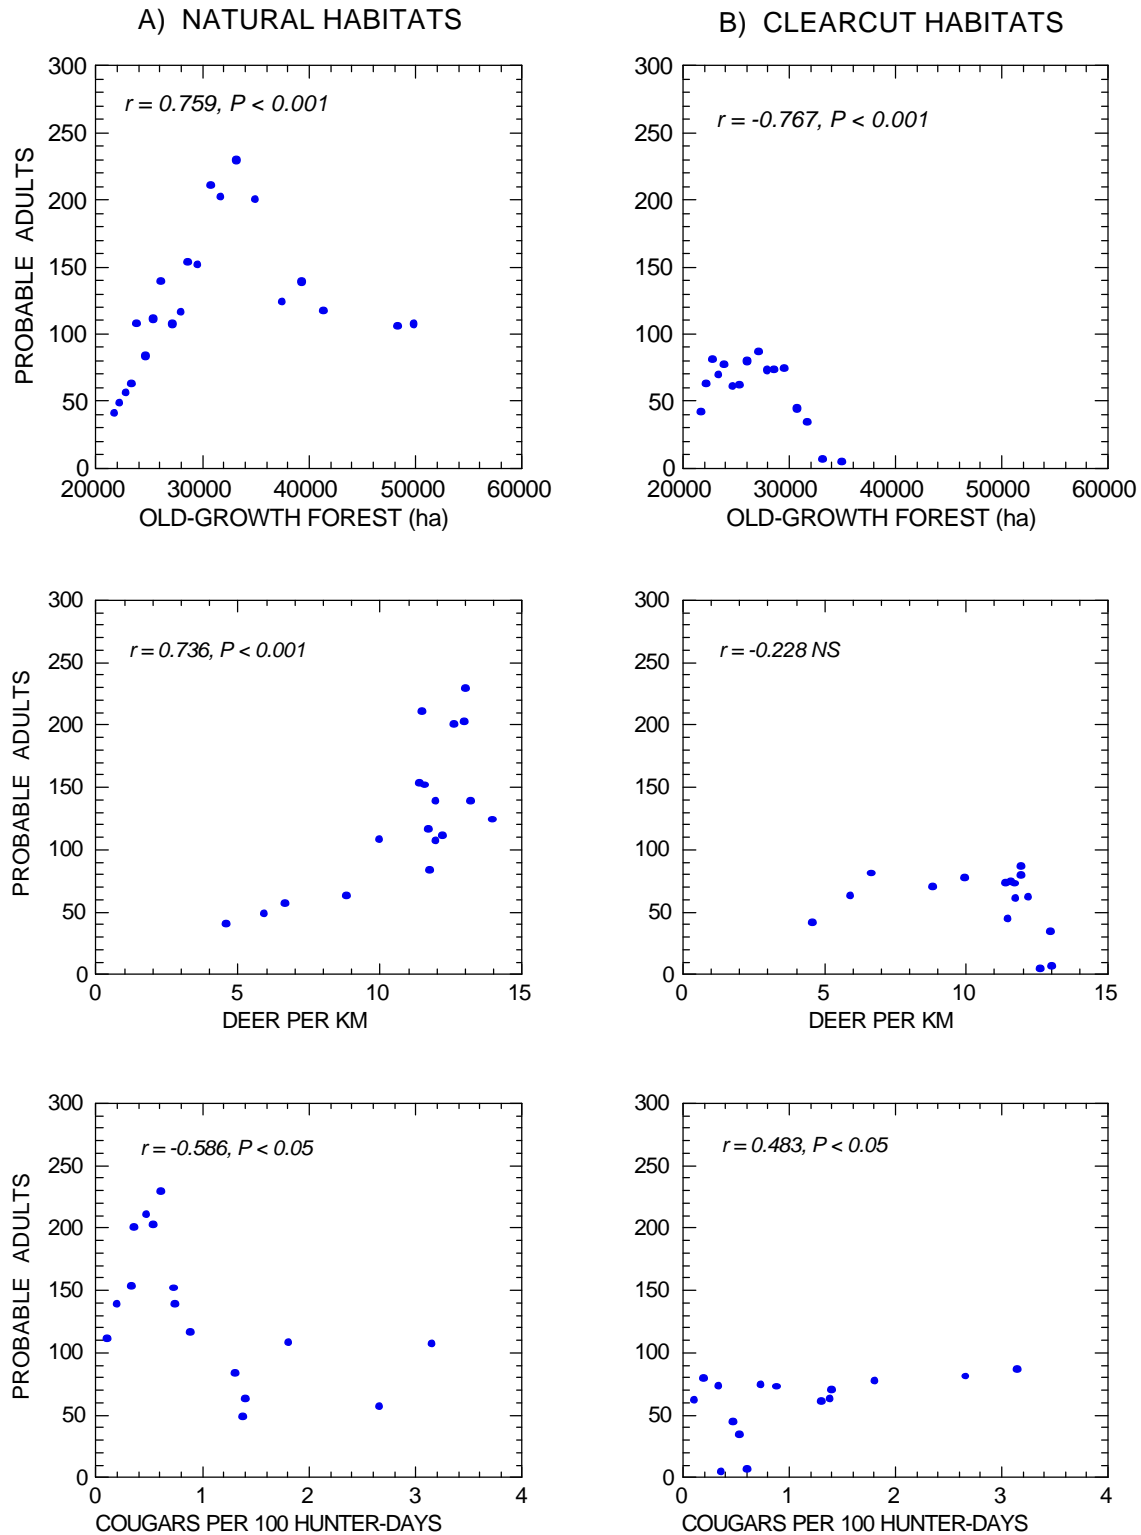 A) NATURAL HABITATS
B) CLEARCUT HABITATS
PROBABLE ADULTS
300
250
200
150
100
50
0
r = 0.759, P < 0.001
20000 30000 40000 50000 60000
OLD-GROWTH FOREST (ha)
300
250
200
150
100
50
0
r = -0.767, P < 0.001
20000 30000 40000 50000 60000
OLD-GROWTH FOREST (ha)
PROBABLE ADULTS
300
250
200
150
100
50
0
r = 0.736, P < 0.001
0 5 10 15
DEER PER KM
300
250
200
150
100
50
0
r = -0.228 NS
0 5 10 15
DEER PER KM
PROBABLE ADULTS
300
250
200
150
100
50
0
r = -0.586, P < 0.05
0 1 2 3 4
COUGARS PER 100 HUNTER-DAYS
300
250
200
150
100
50
0
r = 0.483, P < 0.05
0 1 2 3 4
COUGARS PER 100 HUNTER-DAYS